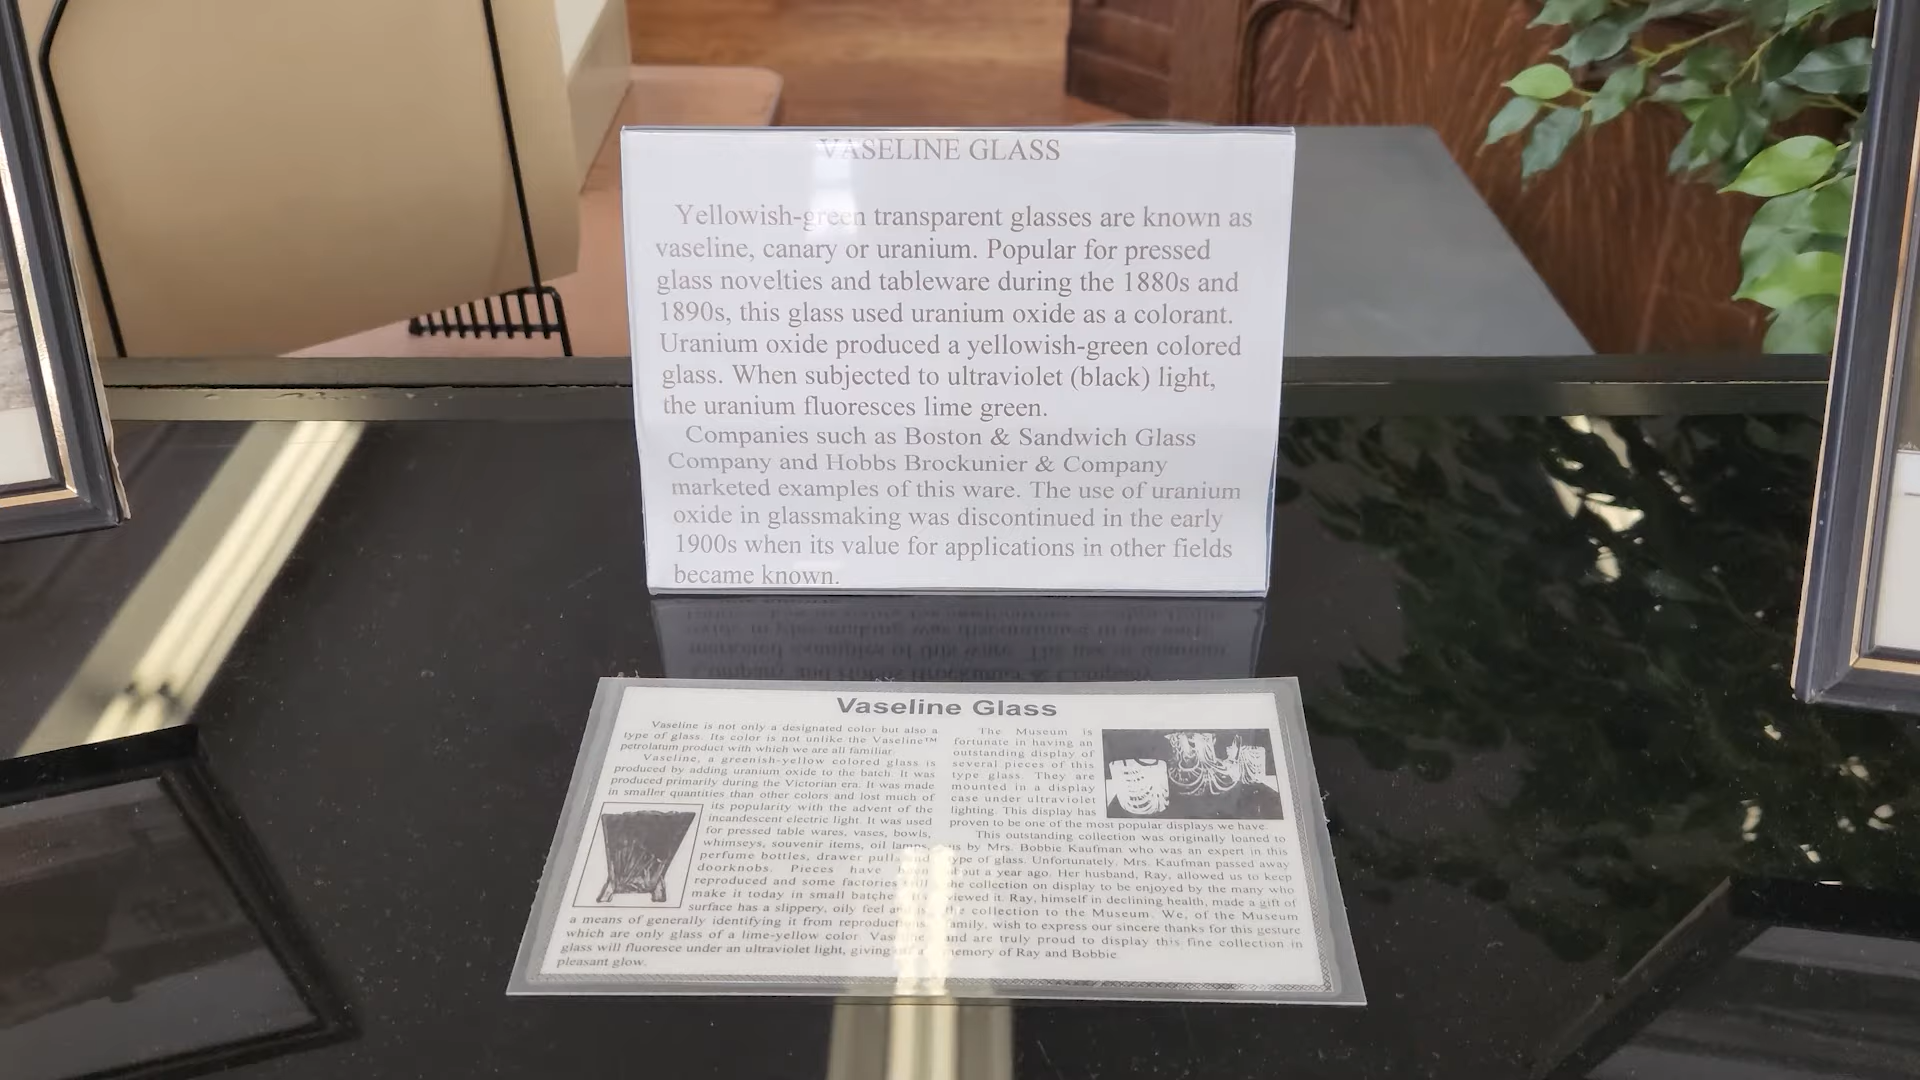 VASELINE GLASS
Yellowish-green transparent glasses are known as
vaseline, canary or uranium. Popular for pressed
glass novelties and tableware during the 1880s and
1890s, this glass used uranium oxide as a colorant.
Uranium oxide produced a yellowish-green colored
glass. When subjected to ultraviolet (black) light,
the uranium fluoresces lime green.
Companies such as Boston & Sandwich Glass
Company and Hobbs Brockunier & Company
marketed examples of this ware. The use of uranium
oxide in glassmaking was discontinued in the early
1900s when its value for applications in other fields
became known.
Vaseline Glass
Vaseline is not only a designated color but also a
type of glass. Its color is not unlike the Vaseline™
petrolatum product with which we are all familiar
Vaseline, a greenish-yellow colored glass is
produced by adding uranium oxide to the batch. It was
produced primarily during the Victorian era. It was made
in smaller quantities than other colors and lost much of
its popularity with the advent of the
incandescent electric light. It was used
for pressed table wares, vases, bowls,
whimseys, souvenir items, oil lamps,
perfume bottles, drawer pulls and
doorknobs. Pieces have been
reproduced and some factories still
make it today in small batches.
surface has a slippery, oily feel
a means of generally identifying it from reproductions
which are only glass of a lime-yellow color Vaseline
glass will fluoresce under an ultraviolet light, giving
pleasant glow.
The Museum is
fortunate in having an
outstanding display of
several pieces of this
type glass. They are
mounted in a display
case under ultraviolet
lighting. This display has
proven to be one of the most popular displays we have.
This outstanding collection was originally loaned to
us by Mrs. Bobbie Kaufman who was an expert in this
type of glass. Unfortunately, Mrs. Kaufman passed away
about a year ago. Her husband, Ray, allowed us to keep
the collection on display to be enjoyed by the many who
viewed it. Ray, himself in declining health, made a gift of
the collection to the Museum. We, of the Museum
family, wish to express our sincere thanks for this gesture
and are truly proud to display this fine collection in
memory of Ray and Bobbie